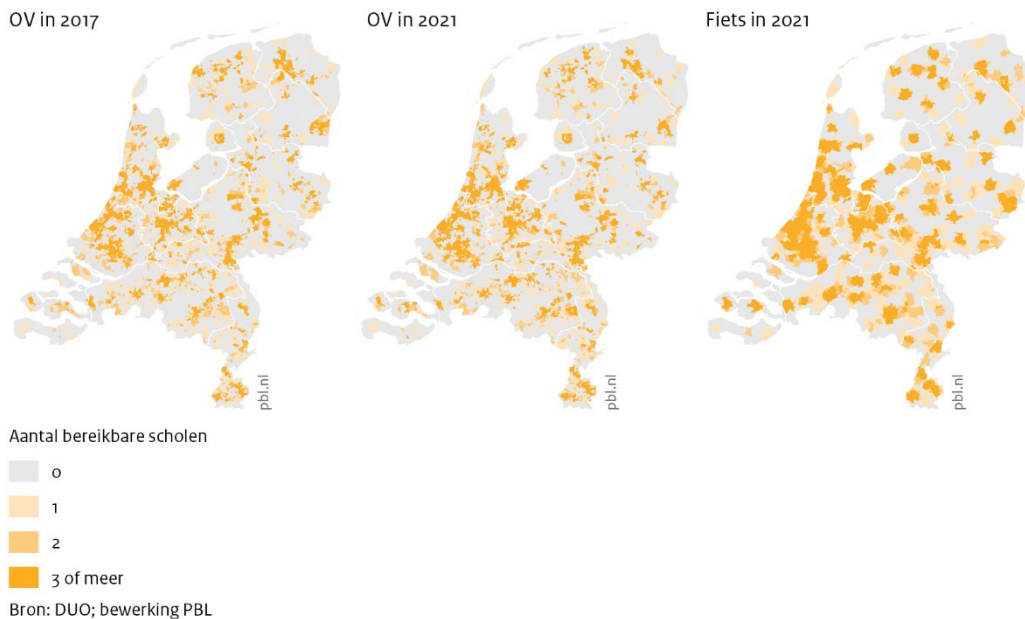 OV in 2017
OV in 2021
Fiets in 2021
pbl.nl
pbl.nl
pbl.nl
Aantal bereikbare scholen
0
1
2
3 of meer
Bron: DUO; bewerking PBL